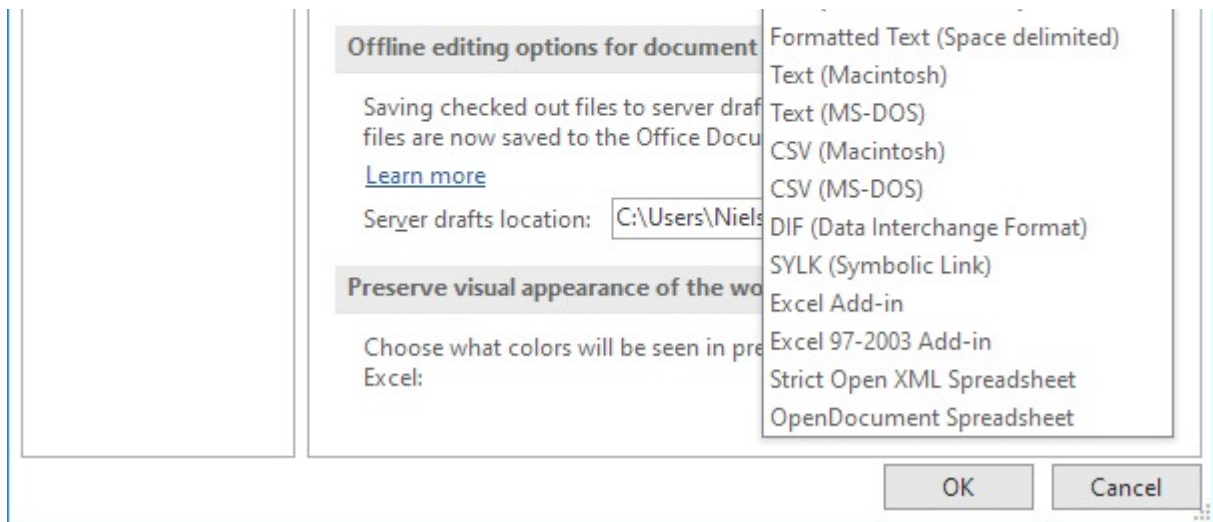 Offline editing options for document
Saving checked out files to server draf
files are now saved to the Office Docu
Learn more
Server drafts location: C:\Users\Niels
Preserve visual appearance of the wo
Choose what colors will be seen in pre
Excel:
Formatted Text (Space delimited)
Text (Macintosh)
Text (MS-DOS)
CSV (Macintosh)
CSV (MS-DOS)
DIF (Data Interchange Format)
SYLK (Symbolic Link)
Excel Add-in
Excel 97-2003 Add-in
Strict Open XML Spreadsheet
OpenDocument Spreadsheet
OK Cancel